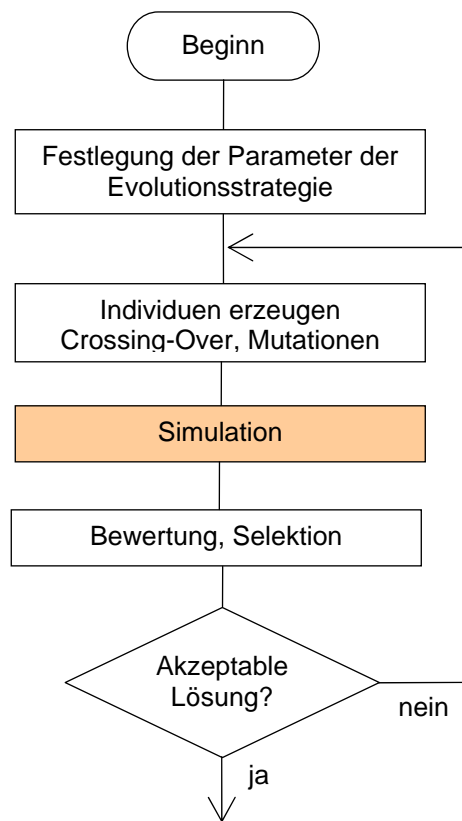 Beginn
Festlegung der Parameter der
Evolutionsstrategie
Individuen erzeugen
Crossing-Over, Mutationen
Simulation
Bewertung, Selektion
Akzeptable
Lösung?
nein
ja